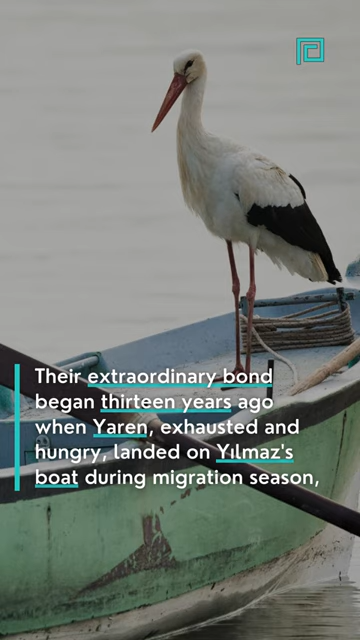 Their extraordinary bond
began thirteen years ago
when Yaren, exhausted and
hungry, landed on Yılmaz's
boat during migration season,